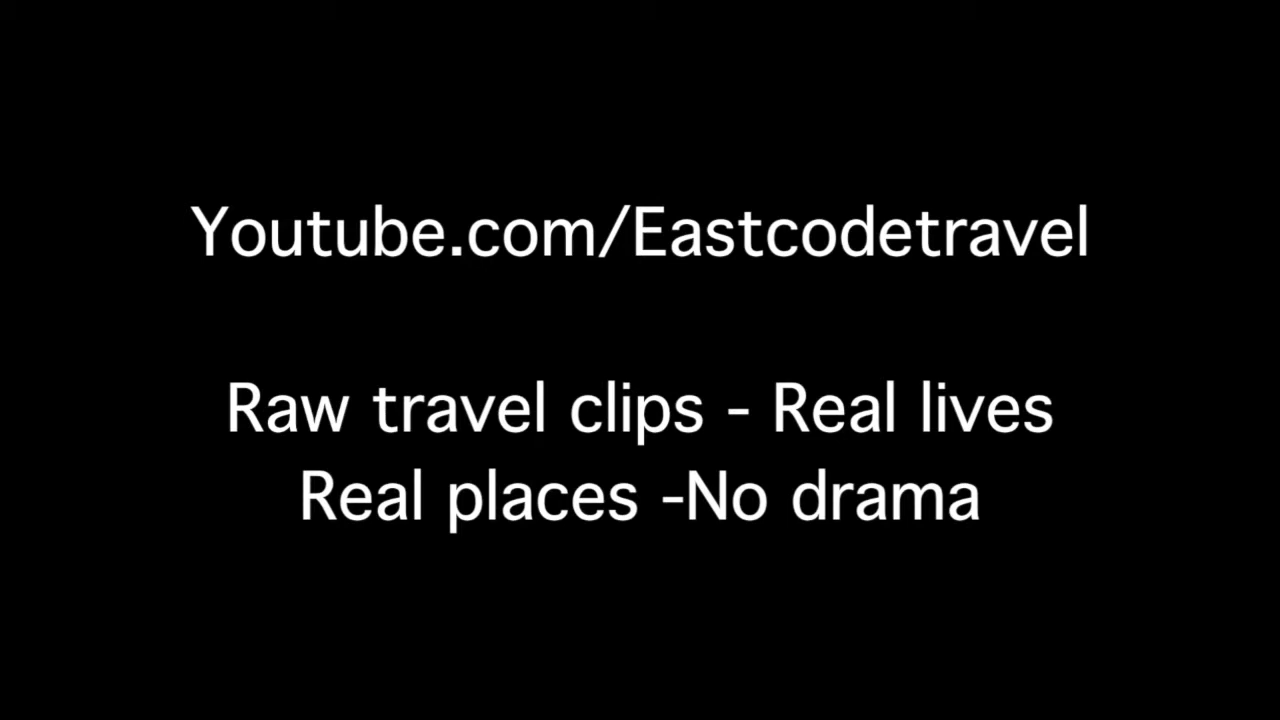 Youtube.com/Eastcodetravel
Raw travel clips - Real lives
Real places -No drama